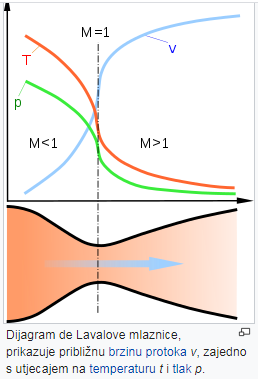 M=1
T
v
p
M<1
M>1
Dijagram de Lavalove mlaznice,
prikazuje približnu brzinu protoka v, zajedno
s utjecajem na temperaturu t i tlak p.